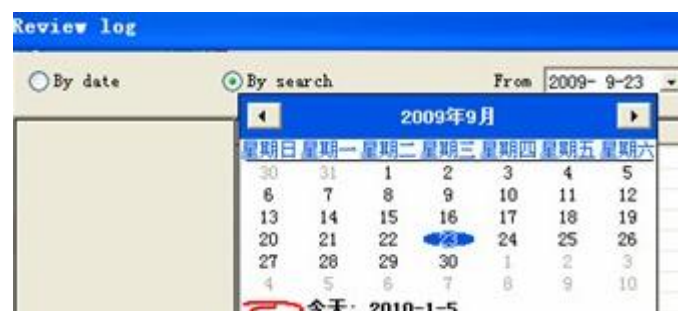 Review log
By date By search From 2009- 9-23
2009年9月
星期日 星期一 星期二 星期三 星期四 星期五 星期六
30 31 1 2 3 4 5
6 7 8 9 10 11 12
13 14 15 16 17 18 19
20 21 22 23 24 25 26
27 28 29 30 1 2 3
4 5 6 7 8 9 10
今天: 2010-1-5